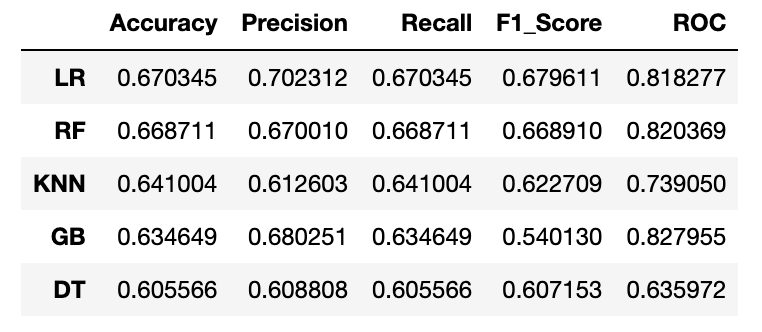 Accuracy Precision Recall F1_Score ROC
LR 0.670345 0.702312 0.670345 0.679611 0.818277
RF 0.668711 0.670010 0.668711 0.668910 0.820369
KNN 0.641004 0.612603 0.641004 0.622709 0.739050
GB 0.634649 0.680251 0.634649 0.540130 0.827955
DT 0.605566 0.608808 0.605566 0.607153 0.635972